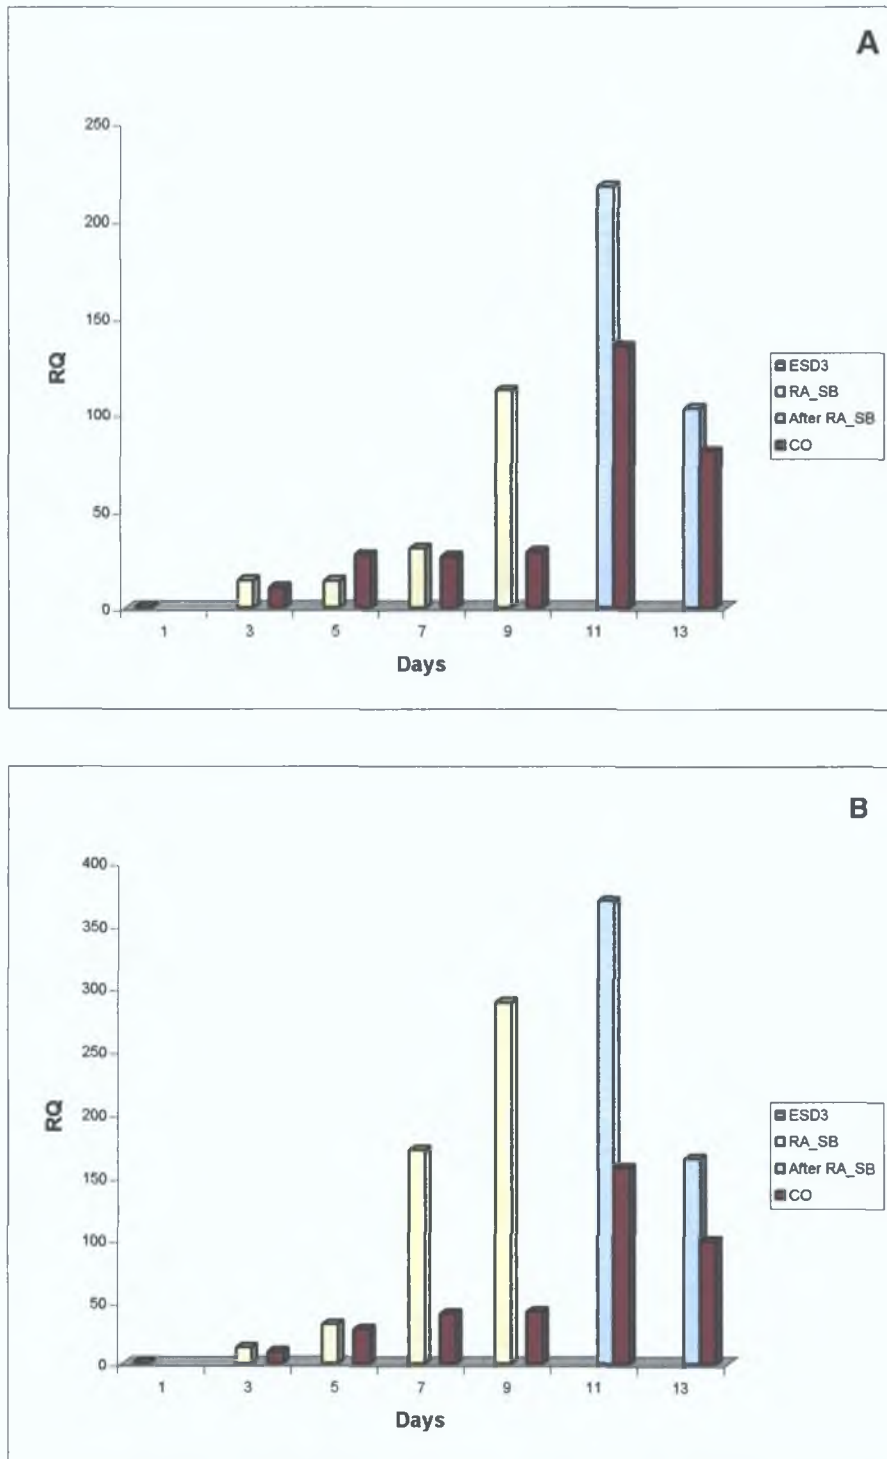 A
250
200
150
100
50
0
RQ
1 3 5 7 9 11 13
Days
ESD3
RA_SB
After RA_SB
CO
B
400
350
300
250
200
150
100
50
0
RQ
1 3 5 7 9 11 13
Days
ESD3
RA_SB
After RA_SB
CO